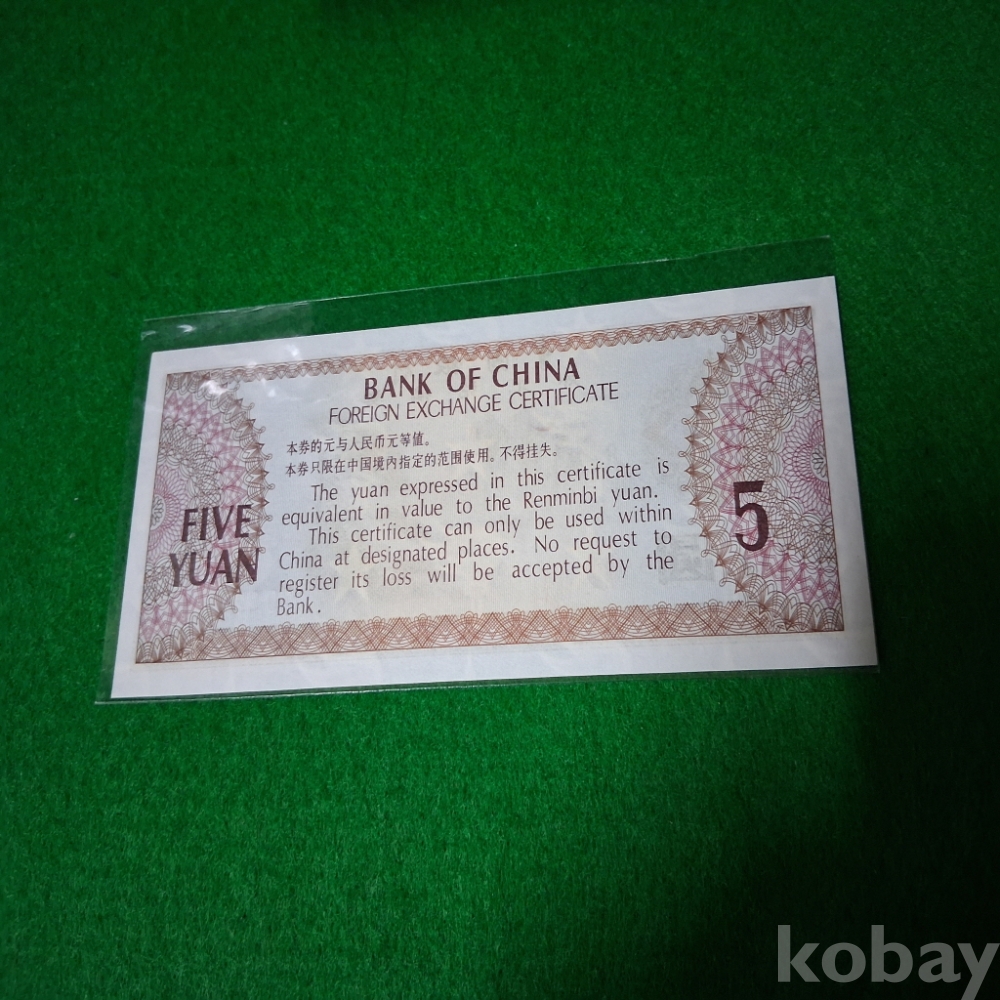 BANK OF CHINA
FOREIGN EXCHANGE CERTIFICATE
本券的元与人民币元等值。
本券只限在中国境内指定的范围使用。不得挂失。
The yuan expressed in this certificate is
equivalent in value to the Renminbi yuan.
This certificate can only be used within
China at designated places. No request to
register its loss will be accepted by the
Bank.
FIVE
YUAN
5
kobay